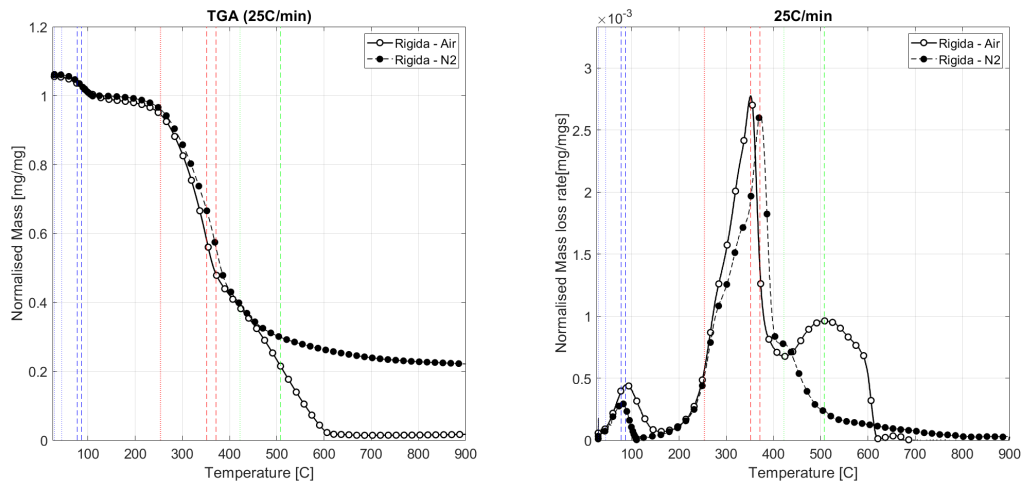 TGA (25C/min)
Normalised Mass [mg/mg]
1.2
1
0.8
0.6
0.4
0.2
0
Rigida - Air
Rigida - N2
100 200 300 400 500 600 700 800 900
Temperature [C]
×10-3
25C/min
Normalised Mass loss rate[mg/mgs]
3
2.5
2
1.5
1
0.5
0
Rigida - Air
Rigida - N2
100 200 300 400 500 600 700 800 900
Temperature [C]